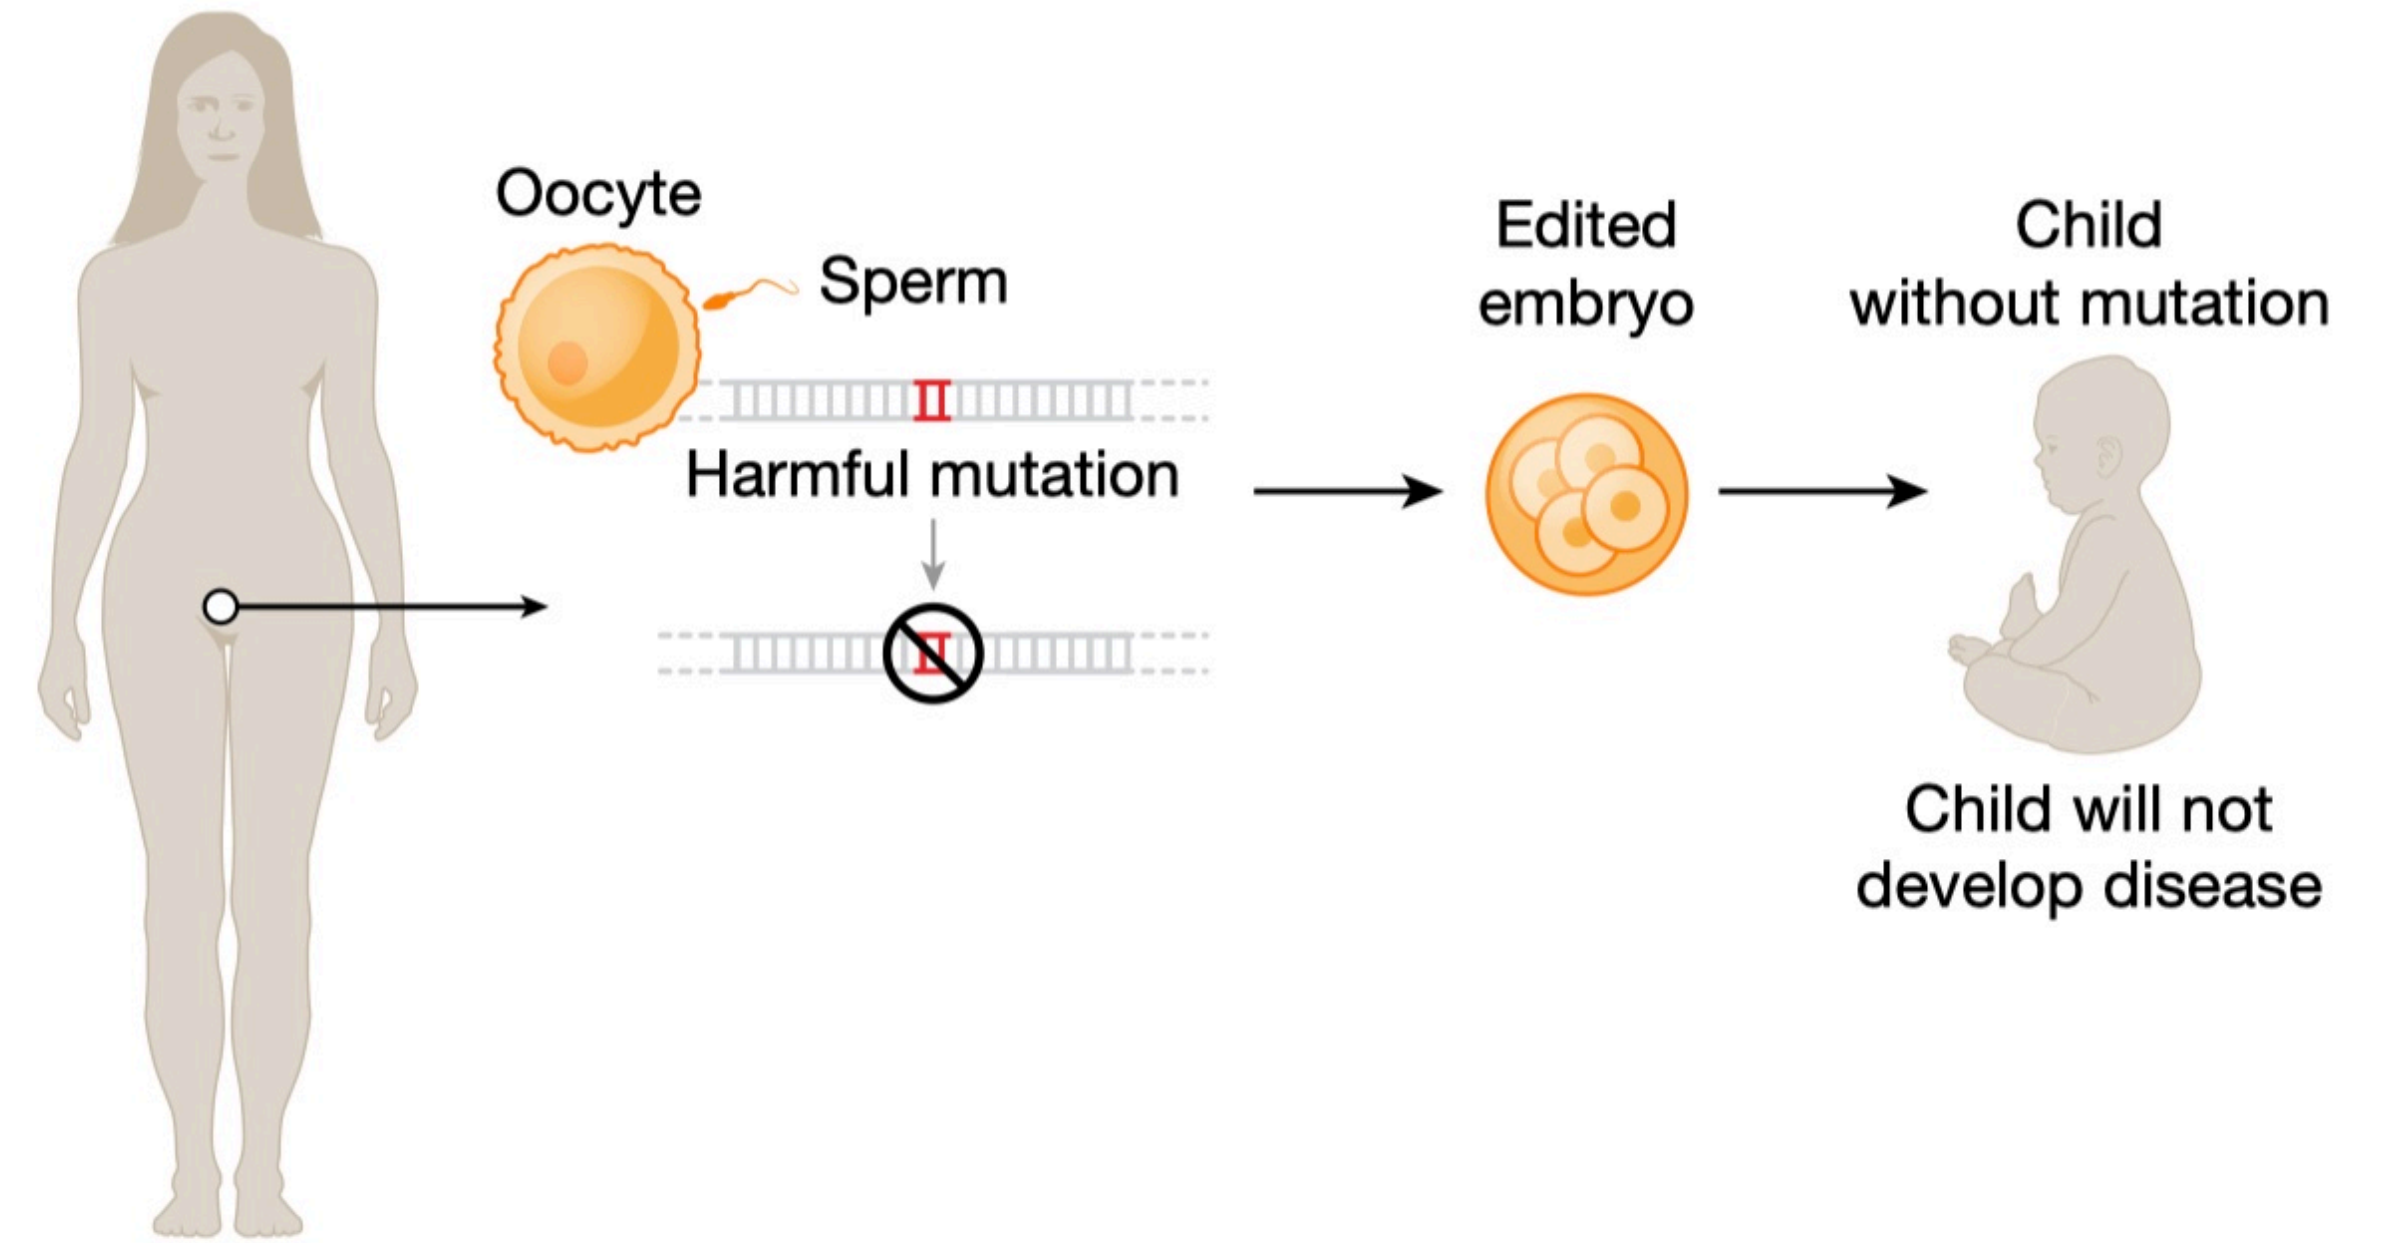 Oocyte
Sperm
Harmful mutation
Edited
embryo
Child
without mutation
Child will not
develop disease